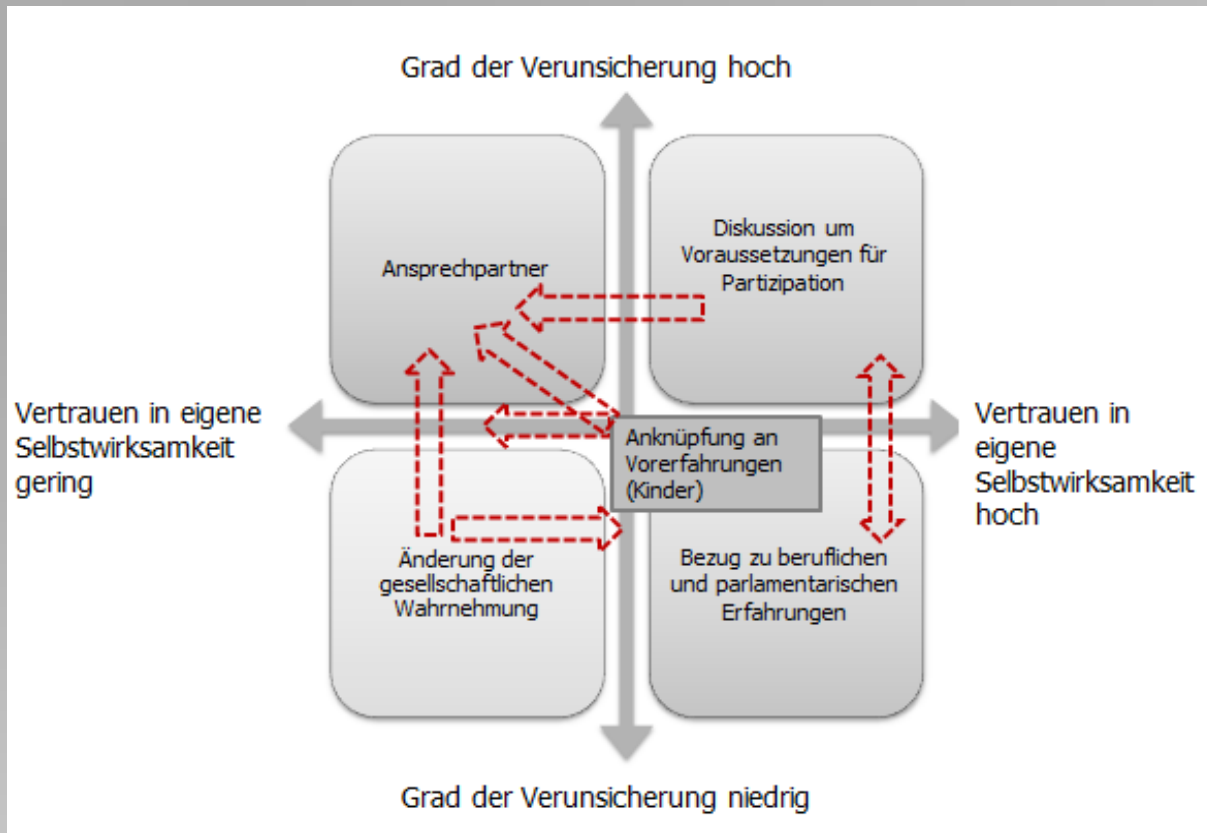 Grad der Verunsicherung hoch
Ansprechpartner
Diskussion um
Voraussetzungen für
Partizipation
Vertrauen in eigene
Selbstwirksamkeit
gering
Anknüpfung an
Vorerfahrungen
(Kinder)
Vertrauen in
eigene
Selbstwirksamkeit
hoch
Änderung der
gesellschaftlichen
Wahrnehmung
Bezug zu beruflichen
und parlamentarischen
Erfahrungen
Grad der Verunsicherung niedrig